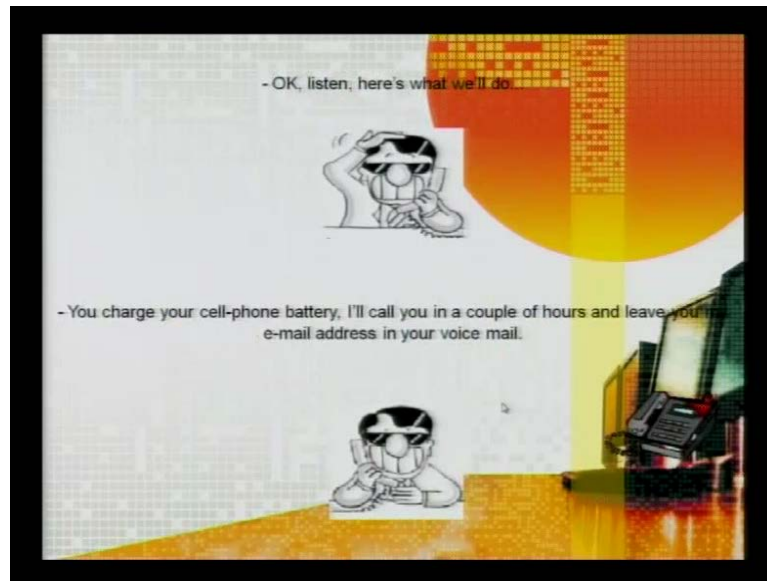 - OK, listen, here's what we'll do...
- You charge your cell-phone battery, I'll call you in a couple of hours and leave you
e-mail address in your voice mail.